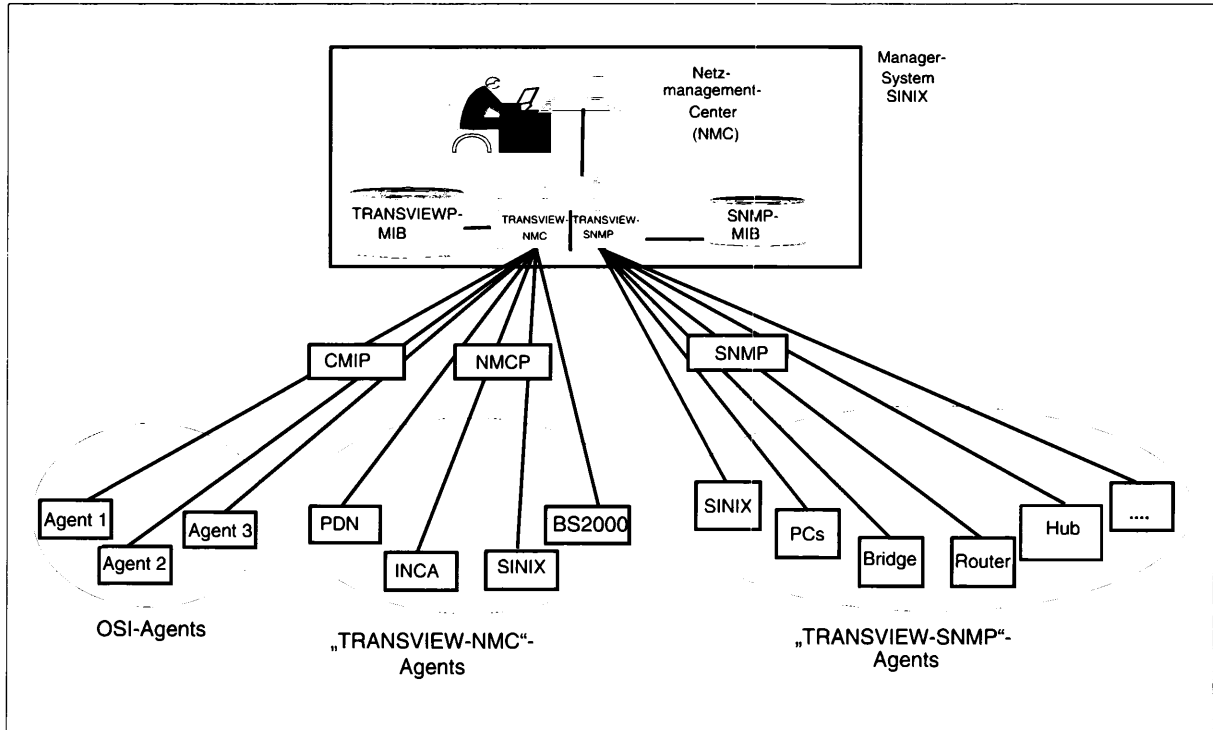 Manager-
System
SINIX
Netz-
management-
Center
(NMC)
TRANSVIEWP-
MIB
TRANSVIEW-
NMC
TRANSVIEW-
SNMP
SNMP-
MIB
CMIP
NMCP
SNMP
Agent 1
Agent 2
Agent 3
PDN
INCA
SINIX
BS2000
SINIX
PCs
Bridge
Router
Hub
....
OSI-Agents
„TRANSVIEW-NMC“-
Agents
„TRANSVIEW-SNMP“-
Agents